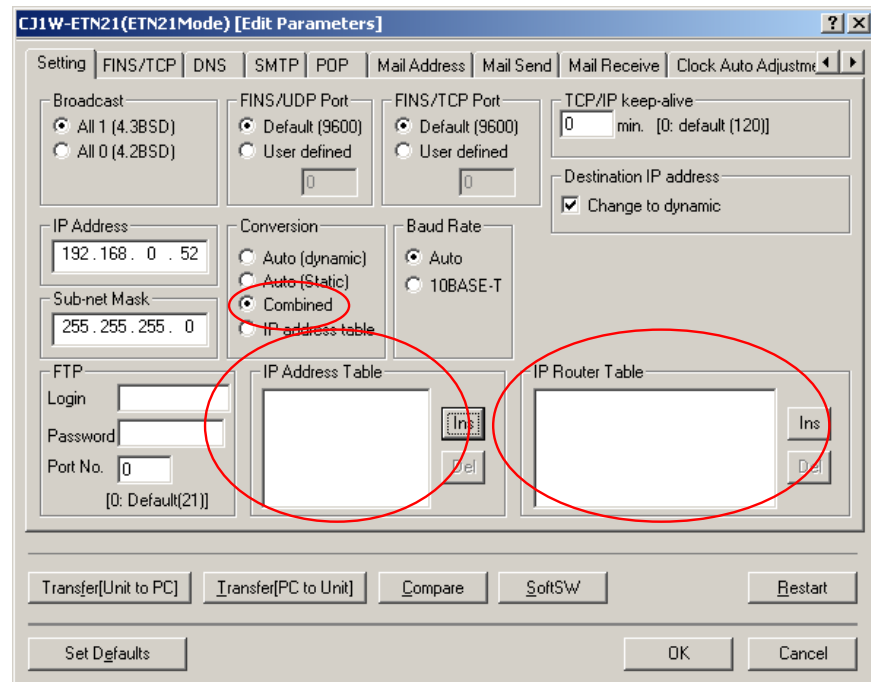 CJ1W-ETN21(ETN21Mode) [Edit Parameters]
Setting FINS/TCP DNS SMTP POP Mail Address Mail Send Mail Receive Clock Auto Adjustme
Broadcast
All 1 (4.3BSD)
All 0 (4.2BSD)
FINS/UDP Port
Default (9600)
User defined
0
FINS/TCP Port
Default (9600)
User defined
0
TCP/IP keep-alive
0 min. [0: default (120)]
Destination IP address
Change to dynamic
IP Address
192.168. 0 . 52
Sub-net Mask
255.255.255. 0
Conversion
Auto (dynamic)
Auto (Static)
Combined
IP address table
Baud Rate
Auto
10BASE-T
FTP
Login
Password
Port No. 0
[0: Default(21)]
IP Address Table
Ins
Del
IP Router Table
Ins
Del
Transfer[Unit to PC] Transfer[PC to Unit] Compare SoftSW Restart
Set Defaults OK Cancel